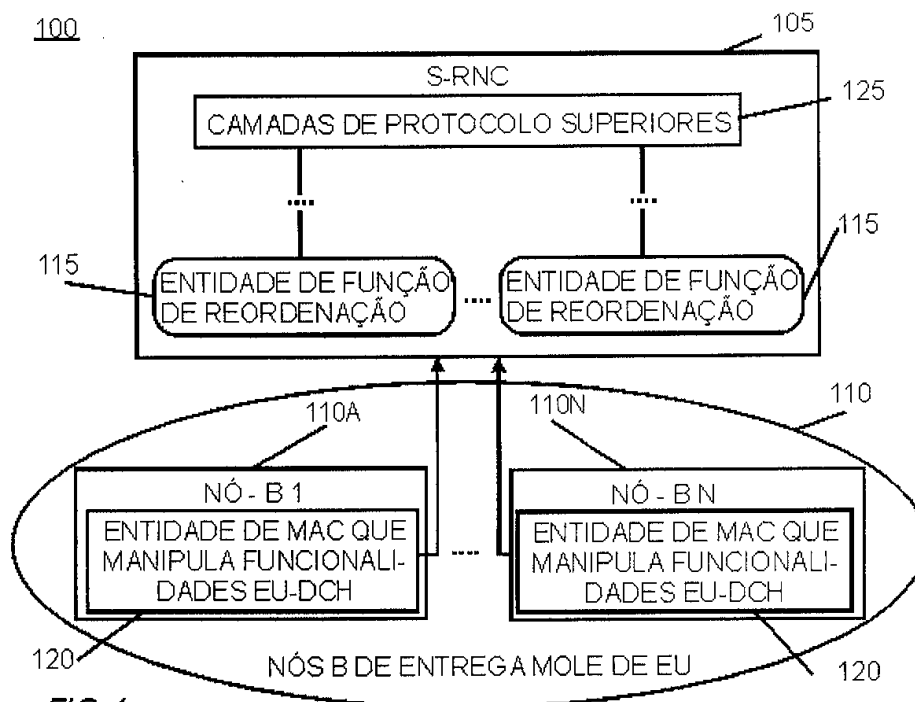 100
105
S-RNC
125
CAMADAS DE PROTOCOLO SUPERIORES
115
115
ENTIDADE DE FUNÇÃO
DE REORDENAÇÃO
ENTIDADE DE FUNÇÃO
DE REORDENAÇÃO
110A
110N
110
NÓ - B 1
ENTIDADE DE MAC QUE
MANIPULA FUNCIONALI-
DADES EU-DCH
NÓ - B N
ENTIDADE DE MAC QUE
MANIPULA FUNCIONALI-
DADES EU-DCH
120
NÓS B DE ENTREGA MOLE DE EU
120